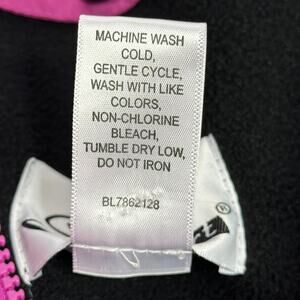 MACHINE WASH
COLD,
GENTLE CYCLE,
WASH WITH LIKE
COLORS,
NON-CHLORINE
BLEACH,
TUMBLE DRY LOW,
DO NOT IRON
BL7862128
®